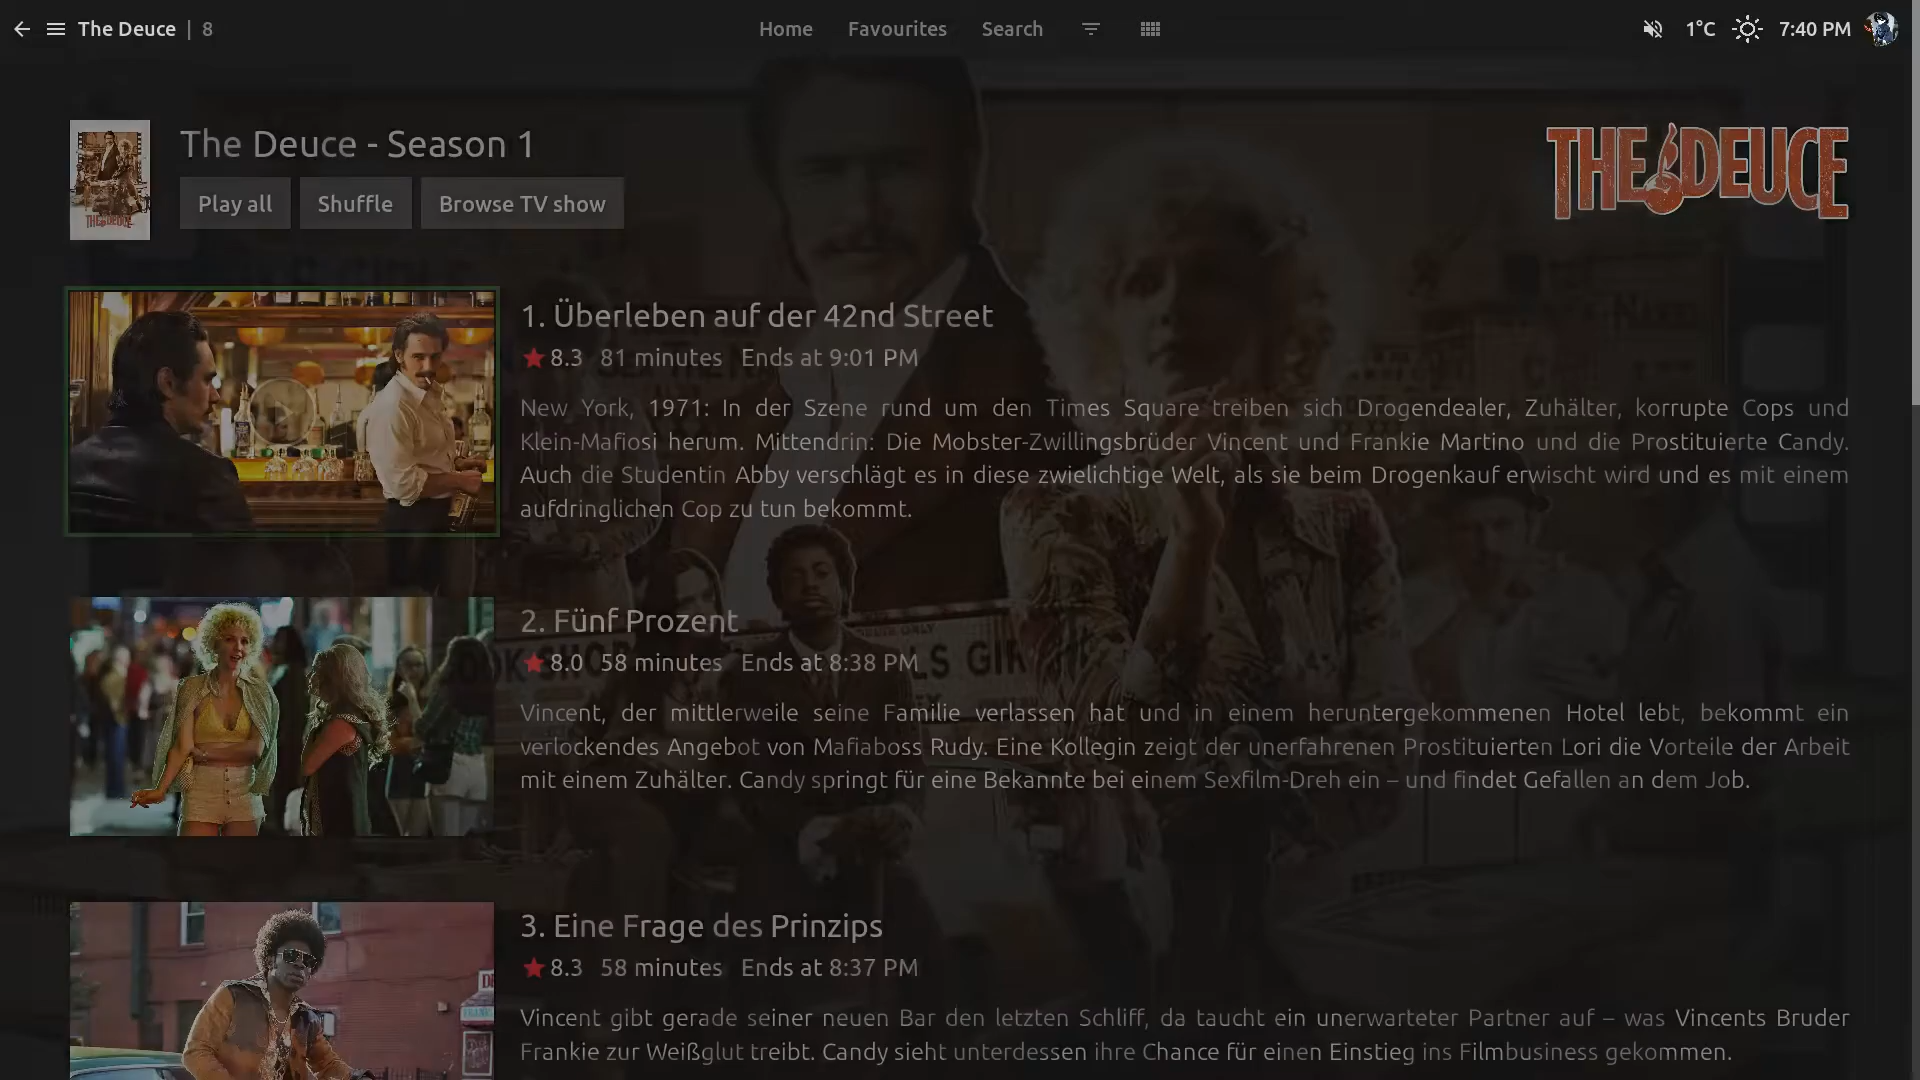 The Deuce | 8
Home Favourites Search
1°C 7:40 PM
The Deuce - Season 1
Play all Shuffle Browse TV show
THE DEUCE
THE DEUCE
1. Überleben auf der 42nd Street
8.3 81 minutes Ends at 9:01 PM
New York, 1971: In der Szene rund um den Times Square treiben sich Drogendealer, Zuhälter, korrupte Cops und
Klein-Mafiosi herum. Mittendrin: Die Mobster-Zwillingsbrüder Vincent und Frankie Martino und die Prostituierte Candy.
Auch die Studentin Abby verschlägt es in diese zwielichtige Welt, als sie beim Drogenkauf erwischt wird und es mit einem
aufdringlichen Cop zu tun bekommt.
2. Fünf Prozent
8.0 58 minutes Ends at 8:38 PM
Vincent, der mittlerweile seine Familie verlassen hat und in einem heruntergekommenen Hotel lebt, bekommt ein
verlockendes Angebot von Mafiaboss Rudy. Eine Kollegin zeigt der unerfahrenen Prostituierten Lori die Vorteile der Arbeit
mit einem Zuhälter. Candy springt für eine Bekannte bei einem Sexfilm-Dreh ein – und findet Gefallen an dem Job.
3. Eine Frage des Prinzips
8.3 58 minutes Ends at 8:37 PM
Vincent gibt gerade seiner neuen Bar den letzten Schliff, da taucht ein unerwarteter Partner auf – was Vincents Bruder
Frankie zur Weißglut treibt. Candy sieht unterdessen ihre Chance für einen Einstieg ins Filmbusiness gekommen.